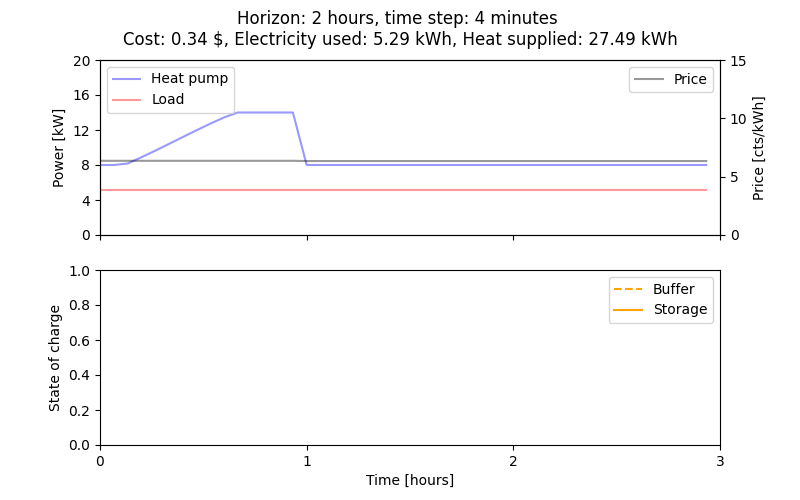 Horizon: 2 hours, time step: 4 minutes
Cost: 0.34 $, Electricity used: 5.29 kWh, Heat supplied: 27.49 kWh
20
16
12
8
4
0
Power [kW]
Heat pump
Load
Price
15
10
5
0
Price [cts/kWh]
1.0
0.8
0.6
0.4
0.2
0.0
State of charge
Buffer
Storage
0
1
2
3
Time [hours]